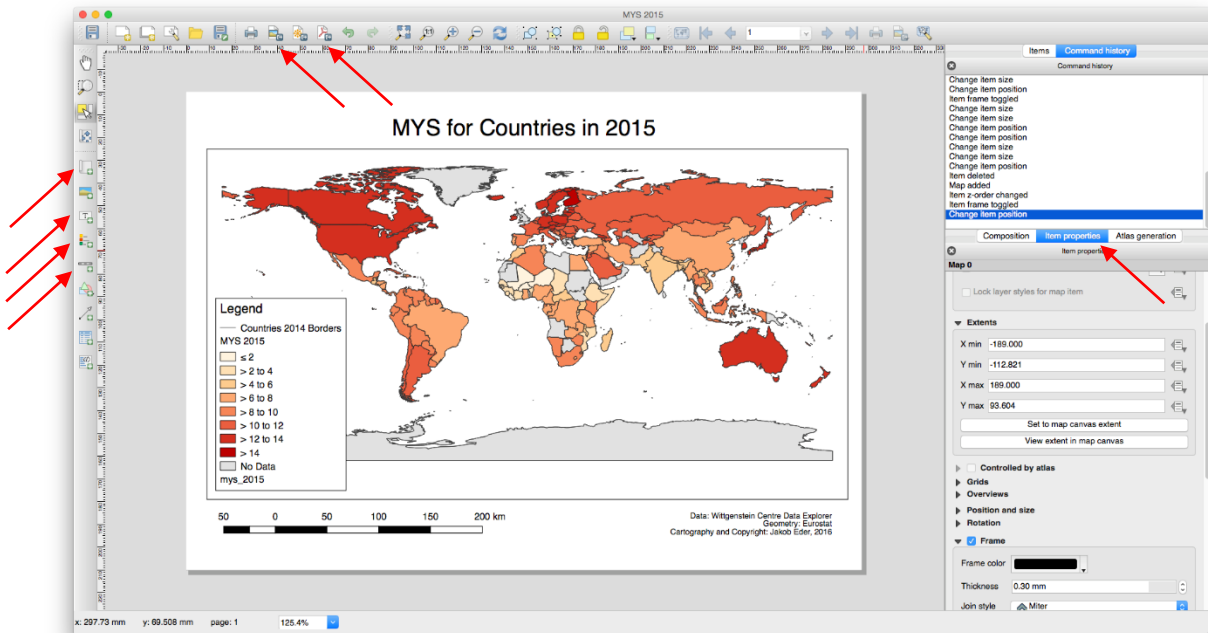 MYS 2015
1
Items Command history
Command history
Change item size
Change item position
Item frame toggled
Change item size
Change item size
Change item position
Change item position
Change item size
Change item size
Change item position
Item deleted
Map added
Item z-order changed
Item frame toggled
Change item position
Composition Item properties Atlas generation
Item properti
Map 0
Lock layer styles for map item
Extents
X min -189.000
Y min -112.821
X max 189.000
Y max 93.604
Set to map canvas extent
View extent in map canvas
Controlled by atlas
Grids
Overviews
Position and size
Rotation
Frame
Frame color
Thickness 0.30 mm
Join style Miter
MYS for Countries in 2015
Legend
Countries 2014 Borders
MYS 2015
≤ 2
> 2 to 4
> 4 to 6
> 6 to 8
> 8 to 10
> 10 to 12
> 12 to 14
> 14
No Data
mys_2015
50 0 50 100 150 200 km
Data: Wittgenstein Centre Data Explorer
Geometry: Eurostat
Cartography and Copyright: Jakob Eder, 2016
x: 297.73 mm y: 69.508 mm page: 1 125.4%